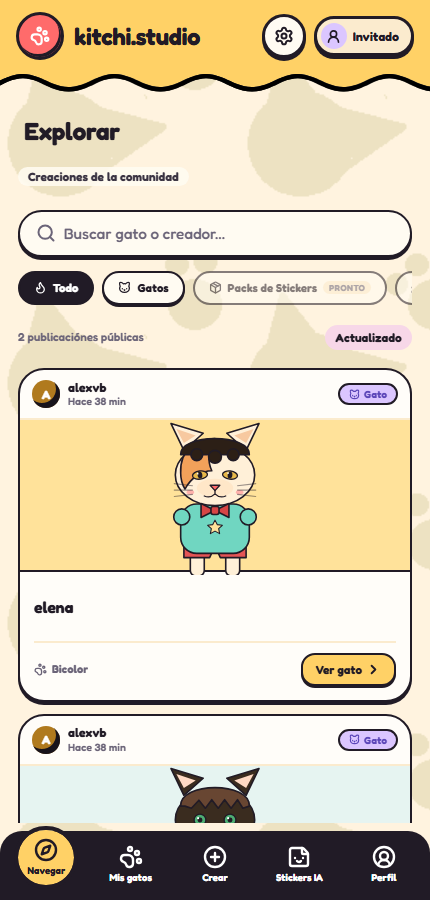 kitchi.studio
Invitado
Explorar
Creaciones de la comunidad
Buscar gato o creador...
Todo
Gatos
Packs de Stickers PRONTO
2 publicaciónes públicas
Actualizado
A
alexvb
Hace 38 min
Gato
elena
Bicolor
Ver gato
A
alexvb
Hace 38 min
Gato
Navegar
Mis gatos
Crear
Stickers IA
Perfil